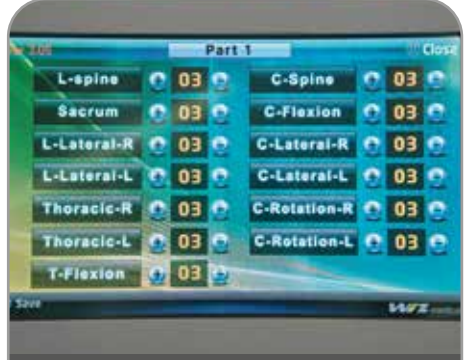 Part 1
Close
L-spine 03 C-Spine 03
Sacrum 03 C-Flexion 03
L-Lateral-R 03 C-Lateral-R 03
L-Lateral-L 03 C-Lateral-L 03
Thoracic-R 03 C-Rotation-R 03
Thoracic-L 03 C-Rotation-L 03
T-Flexion 03
Save